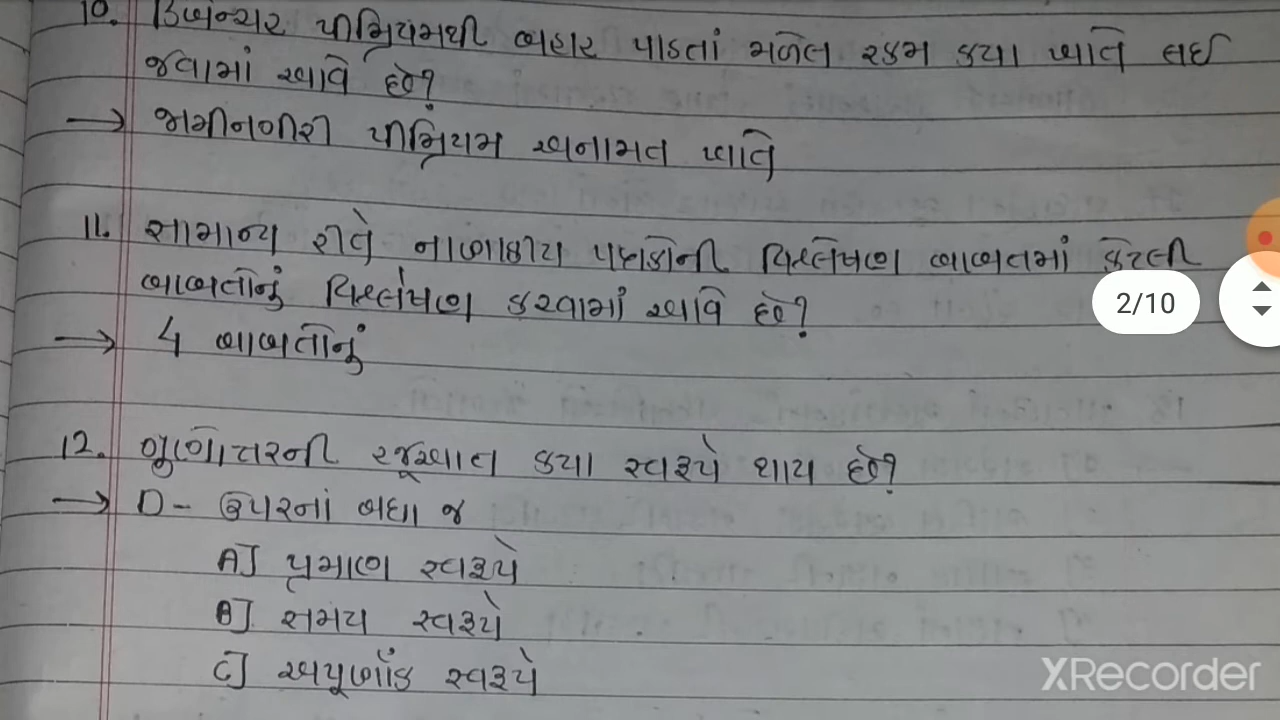 10. ડિબેન્ચર પ્રીમિયમથી બહાર પાડતાં મળેલ રકમ કયા ખાતે લઈ
જવામાં આવે છે?
→ જામીનગીરી પ્રીમિયમ અનામત ખાતે
11. સામાન્ય રીતે નાણાકીય પત્રકોની વિશ્લેષણ બાબતમાં કેટલી
બાબતોનું વિશ્લેષણ કરવામાં આવે છે?
→ 4 બાબતોનું
2/10
12. ગુણોત્તરની રજૂઆત કયા સ્વરૂપે થાય છે?
→ D - ઉપરનાં બધા જ
A] પ્રમાણ સ્વરૂપે
B] સમય સ્વરૂપે
C] અપૂર્ણાંક સ્વરૂપે
XRecorder